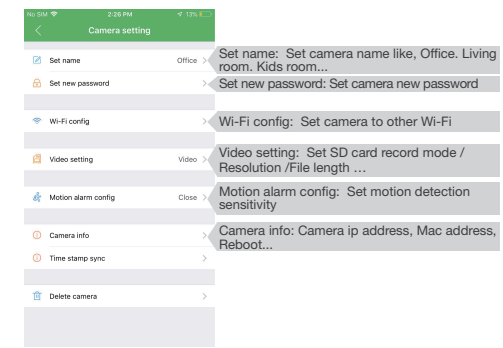 No SIM 2:26 PM 13%
Camera setting
Set name Office
Set name: Set camera name like, Office. Living
room. Kids room...
Set new password
Set new password: Set camera new password
Wi-Fi config
Wi-Fi config: Set camera to other Wi-Fi
Video setting Video
Video setting: Set SD card record mode /
Resolution /File length ...
Motion alarm config Close
Motion alarm config: Set motion detection
sensitivity
Camera info
Camera info: Camera ip address, Mac address,
Reboot...
Time stamp sync
Delete camera